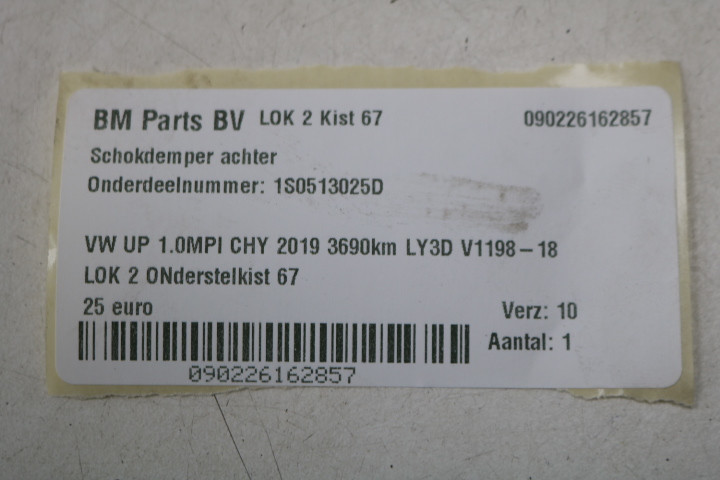 BM Parts BV LOK 2 Kist 67 090226162857
Schokdemper achter
Onderdeelnummer: 1S0513025D
VW UP 1.0MPI CHY 2019 3690km LY3D V1198-18
LOK 2 ONderstelkist 67
25 euro Verz: 10
Aantal: 1
090226162857